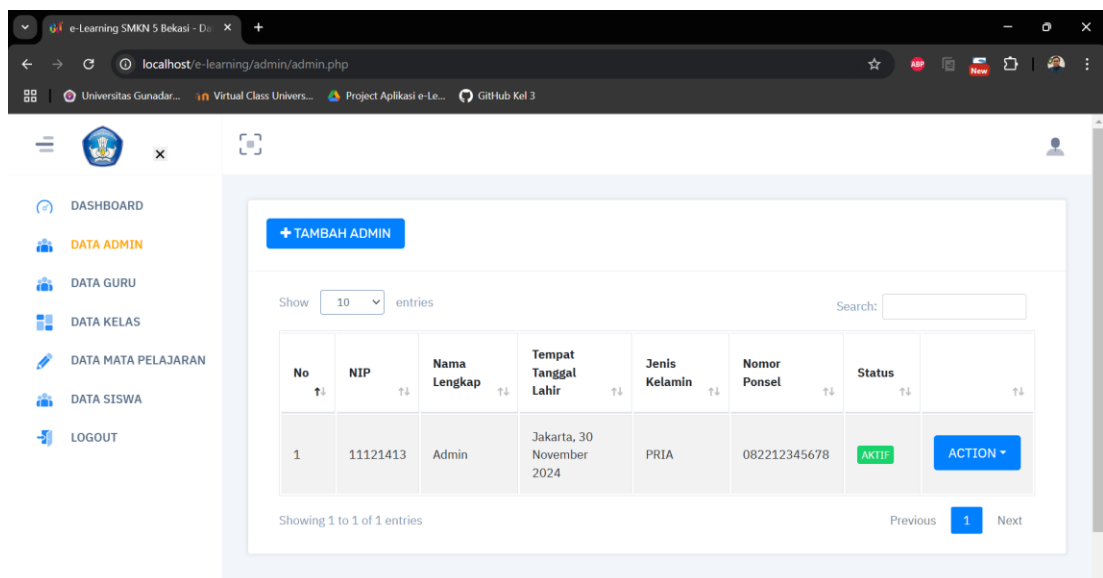 e-Learning SMKN 5 Bekasi - Da
localhost/e-learning/admin/admin.php
ABP
New
Universitas Gunadar...
Virtual Class Univers...
Project Aplikasi e-Le...
GitHub Kel 3
DASHBOARD
DATA ADMIN
DATA GURU
DATA KELAS
DATA MATA PELAJARAN
DATA SISWA
LOGOUT
TAMBAH ADMIN
Show 10 entries
Search:
No
NIP
Nama
Lengkap
Tempat
Tanggal
Lahir
Jenis
Kelamin
Nomor
Ponsel
Status
1
11121413
Admin
Jakarta, 30
November
2024
PRIA
082212345678
AKTIF
ACTION
Showing 1 to 1 of 1 entries
Previous 1 Next